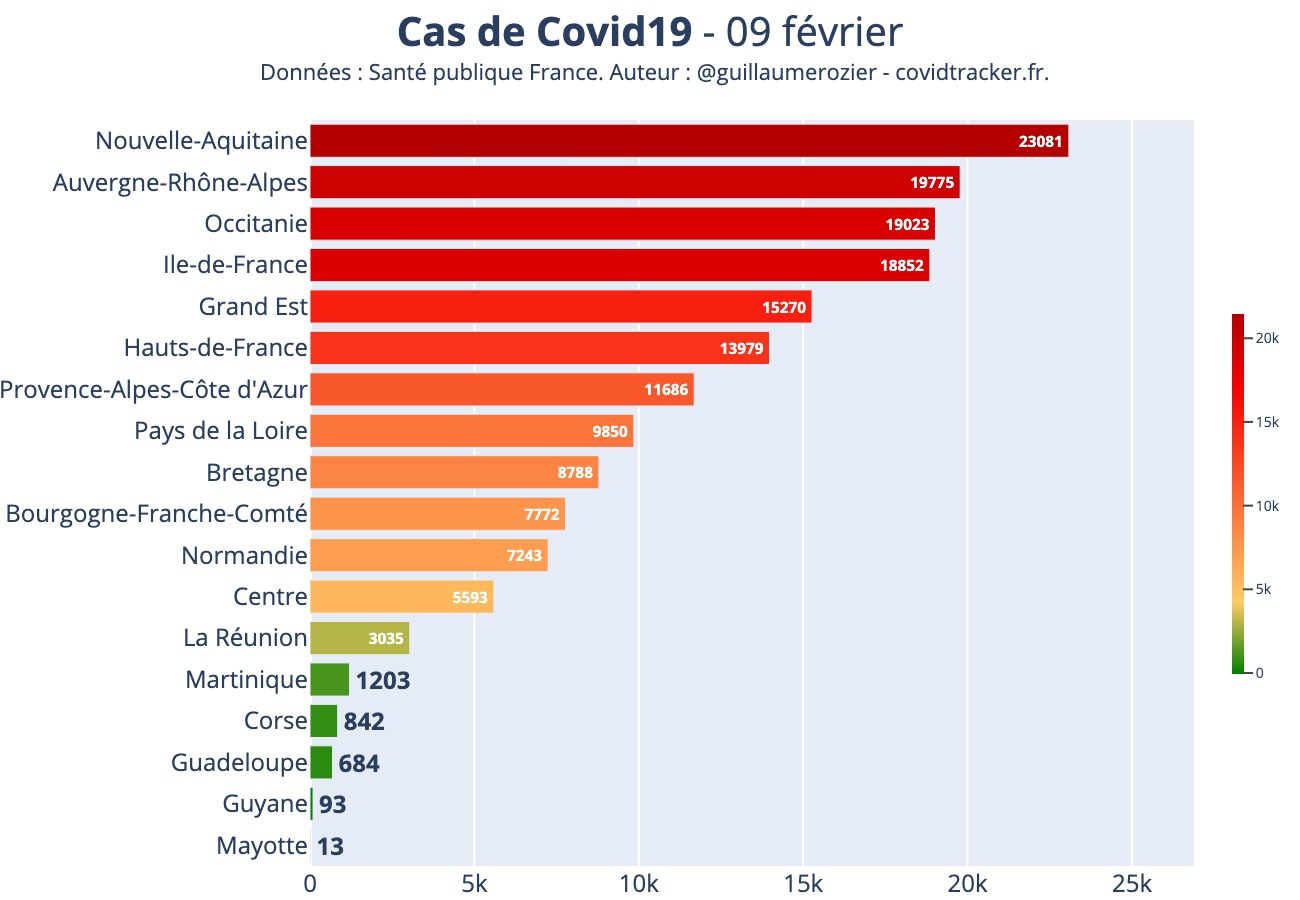 Cas de Covid19 - 09 février
Données : Santé publique France. Auteur : @guillaumerozier - covidtracker.fr.
Nouvelle-Aquitaine 23081
Auvergne-Rhône-Alpes 19775
Occitanie 19023
Ile-de-France 18852
Grand Est 15270
Hauts-de-France 13979
Provence-Alpes-Côte d'Azur 11686
Pays de la Loire 9850
Bretagne 8788
Bourgogne-Franche-Comté 7772
Normandie 7243
Centre 5593
La Réunion 3035
Martinique 1203
Corse 842
Guadeloupe 684
Guyane 93
Mayotte 13
0 5k 10k 15k 20k 25k
20k
15k
10k
5k
0